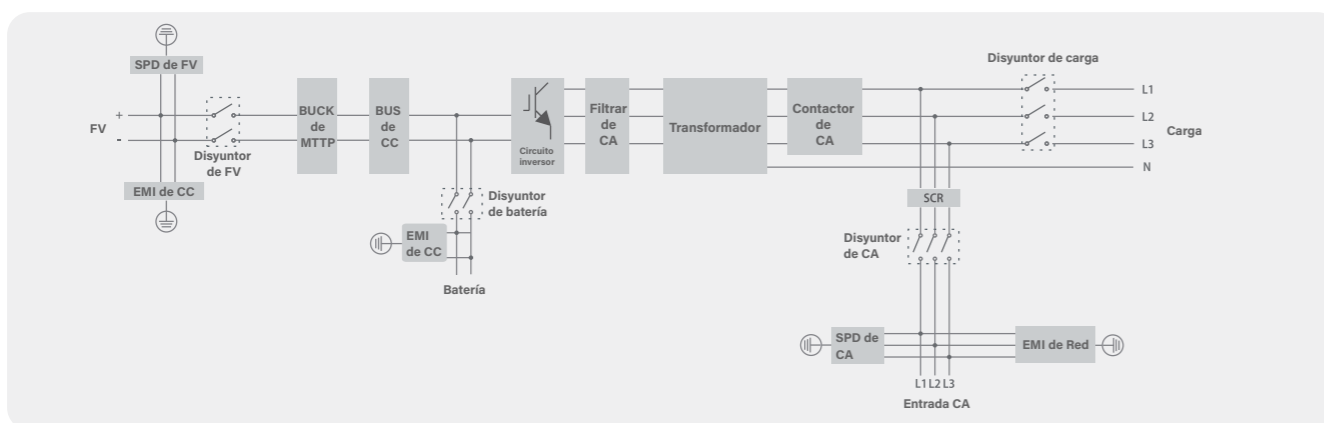 SPD de FV
FV
+
-
Disyuntor
de FV
EMI de CC
BUCK
de
MTTP
BUS
de
CC
Disyuntor
de batería
EMI
de CC
Batería
Circuito
inversor
Filtrar
de
CA
Transformador
Contactor
de
CA
Disyuntor de carga
L1
L2
L3
N
Carga
SCR
Disyuntor
de CA
SPD de
CA
EMI de Red
L1 L2 L3
Entrada CA